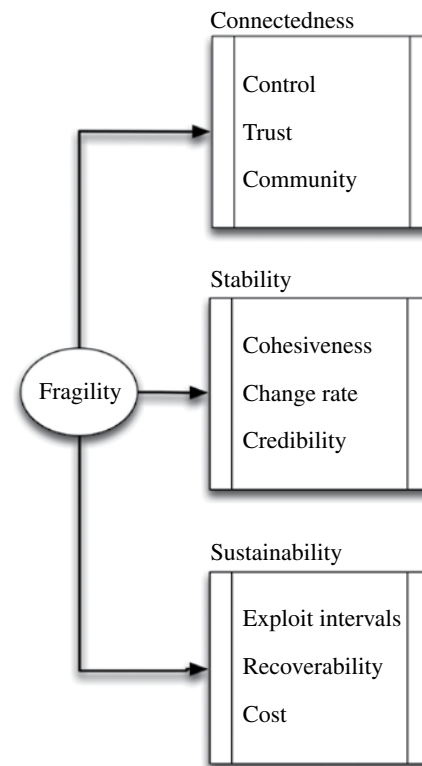 Connectedness
Control
Trust
Community
Stability
Cohesiveness
Change rate
Credibility
Fragility
Sustainability
Exploit intervals
Recoverability
Cost